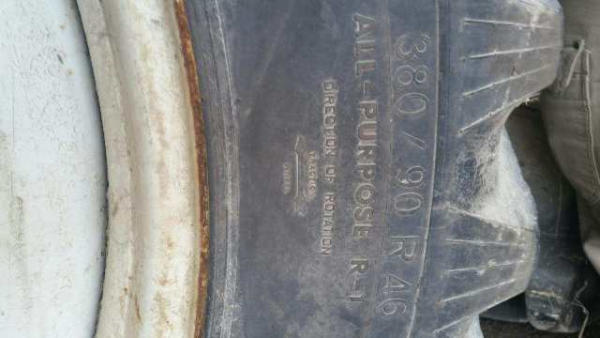 380/90 R 46
ALL-PURPOSE R-1
DIRECTION OF ROTATION